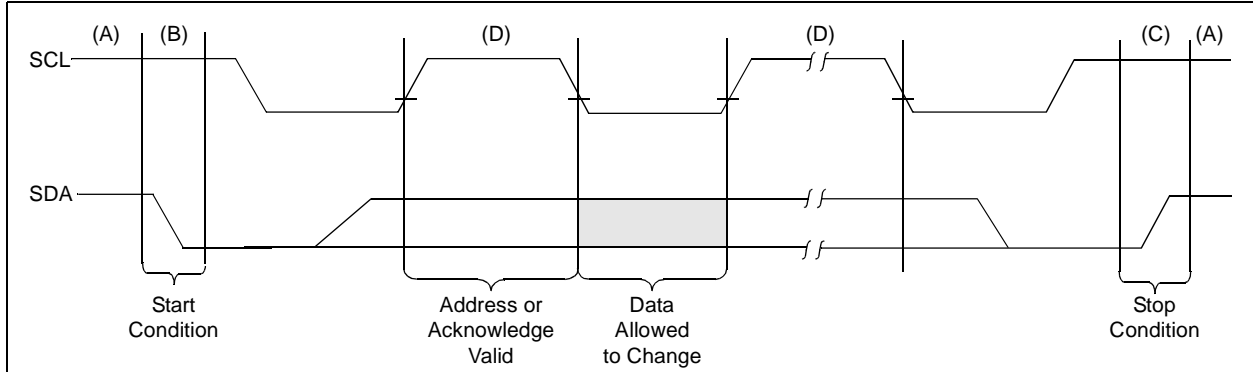 (A) (B) (D) (D) (C) (A)
SCL
SDA
Start
Condition
Address or
Acknowledge
Valid
Data
Allowed
to Change
Stop
Condition